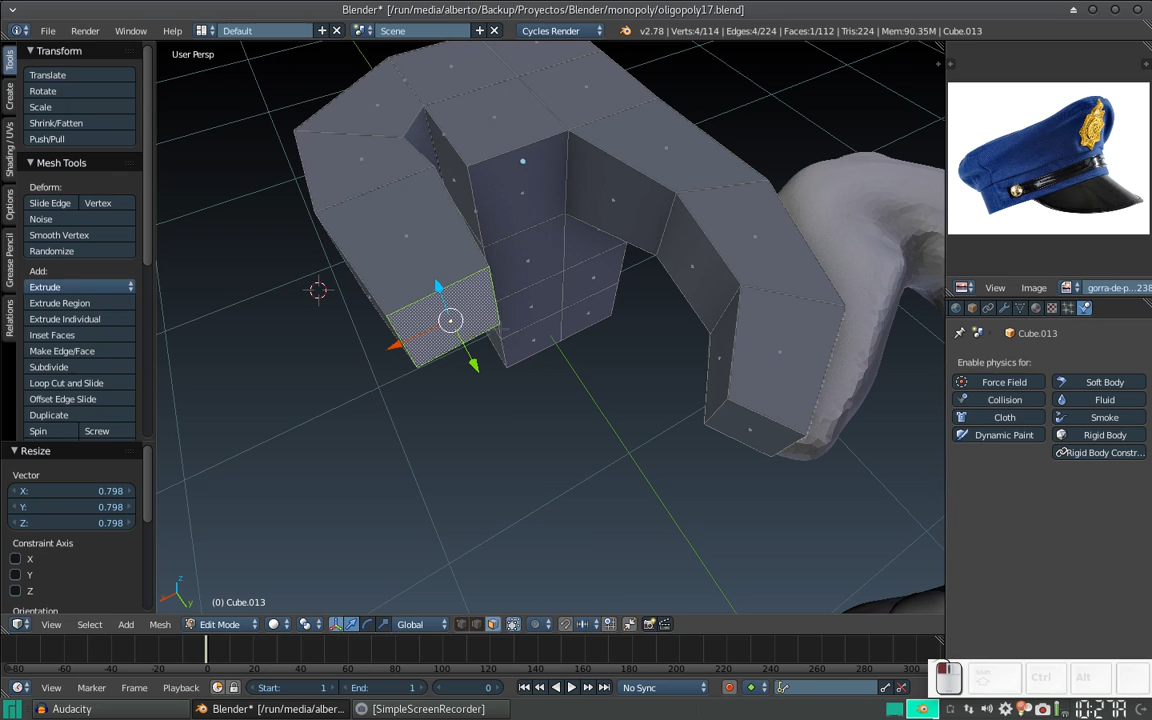 Blender* [/run/media/alberto/Backup/Proyectos/Blender/monopoly/oligopoly17.blend]
File Render Window Help Default Scene Cycles Render v2.78 | Verts:4/114 | Edges:4/224 | Faces:1/112 | Tris:224 | Mem:90.35M | Cube.013
User Persp
Tools
Create
Shading / UVs
Options
Grease Pencil
Relations
Transform
Translate
Rotate
Scale
Shrink/Fatten
Push/Pull
Mesh Tools
Deform:
Slide Edge Vertex
Noise
Smooth Vertex
Randomize
Add:
Extrude
Extrude Region
Extrude Individual
Inset Faces
Make Edge/Face
Subdivide
Loop Cut and Slide
Offset Edge Slide
Duplicate
Spin Screw
Resize
Vector
X: 0.798
Y: 0.798
Z: 0.798
Constraint Axis
X
Y
Z
Orientation
z
y
(0) Cube.013
View Image gorra-de-p... 238
Cube.013
Enable physics for:
Force Field Soft Body
Collision Fluid
Cloth Smoke
Dynamic Paint Rigid Body
Rigid Body Constr...
View Select Add Mesh Edit Mode Global
-80 -60 -40 -20 0 20 40 60 80 100 120 140 160 180 200 220 240 260 280 300
View Marker Frame Playback Start: 1 End: 1 0 No Sync
Shift Ctrl Alt
Audacity Blender* [/run/media/alber... [SimpleScreenRecorder]